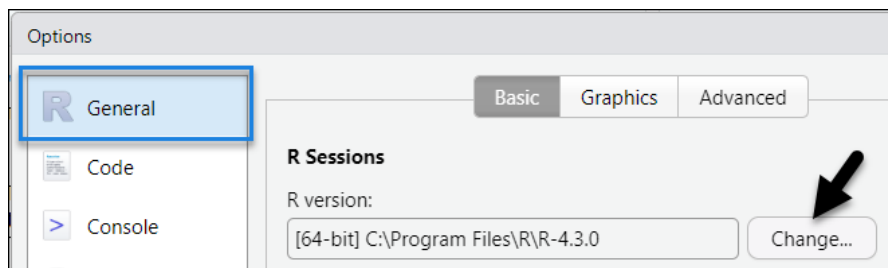 Options
General
Code
Console
Basic Graphics Advanced
R Sessions
R version:
[64-bit] C:\Program Files\R\R-4.3.0
Change...